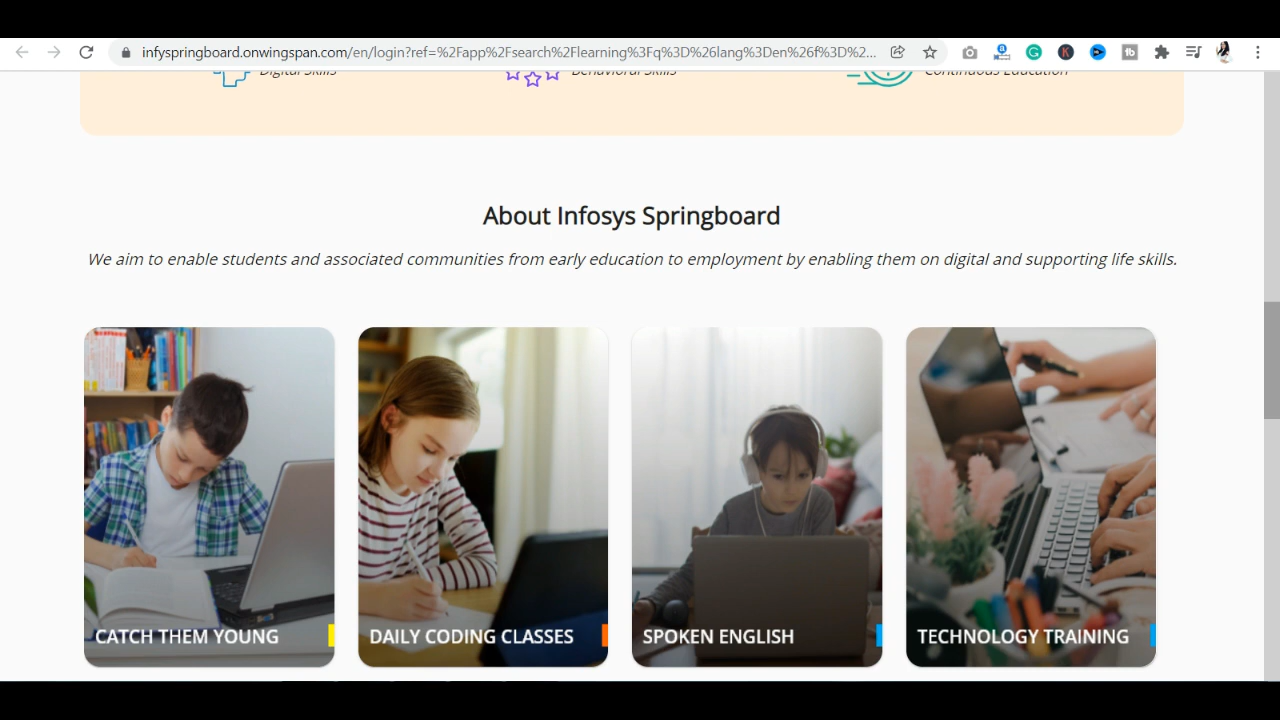 infyspringboard.onwingspan.com/en/login?ref=%2Fapp%2Fsearch%2Flearning%3Fq%3D%26lang%3Den%26f%3D%2...
Digital Skills Behavioral Skills Continuous Education
About Infosys Springboard
We aim to enable students and associated communities from early education to employment by enabling them on digital and supporting life skills.
CATCH THEM YOUNG
DAILY CODING CLASSES
SPOKEN ENGLISH
TECHNOLOGY TRAINING